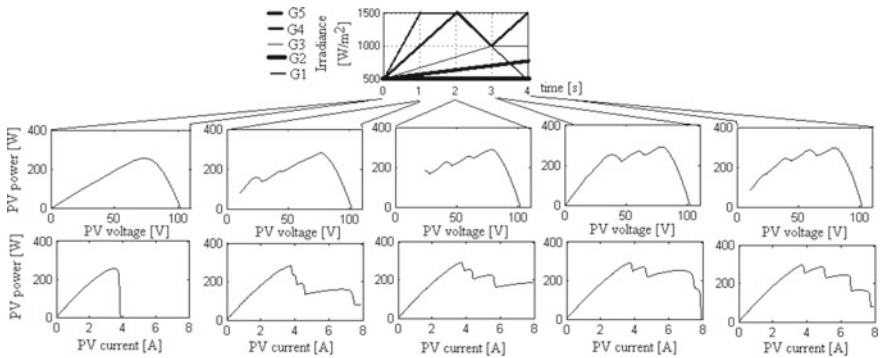 G5
G4
G3
G2
G1
Irradiance
[W/m²]
1500
1000
500
0 1 2 3 4
time [s]
PV power [W]
400
200
0
0 50 100
PV voltage [V]
400
200
0
0 50 100
PV voltage [V]
400
200
0
0 50 100
PV voltage [V]
400
200
0
0 50 100
PV voltage [V]
400
200
0
0 50 100
PV voltage [V]
PV power [W]
400
200
0
0 2 4 6 8
PV current [A]
400
200
0
0 2 4 6 8
PV current [A]
400
200
0
0 2 4 6 8
PV current [A]
400
200
0
0 2 4 6 8
PV current [A]
400
200
0
0 2 4 6 8
PV current [A]